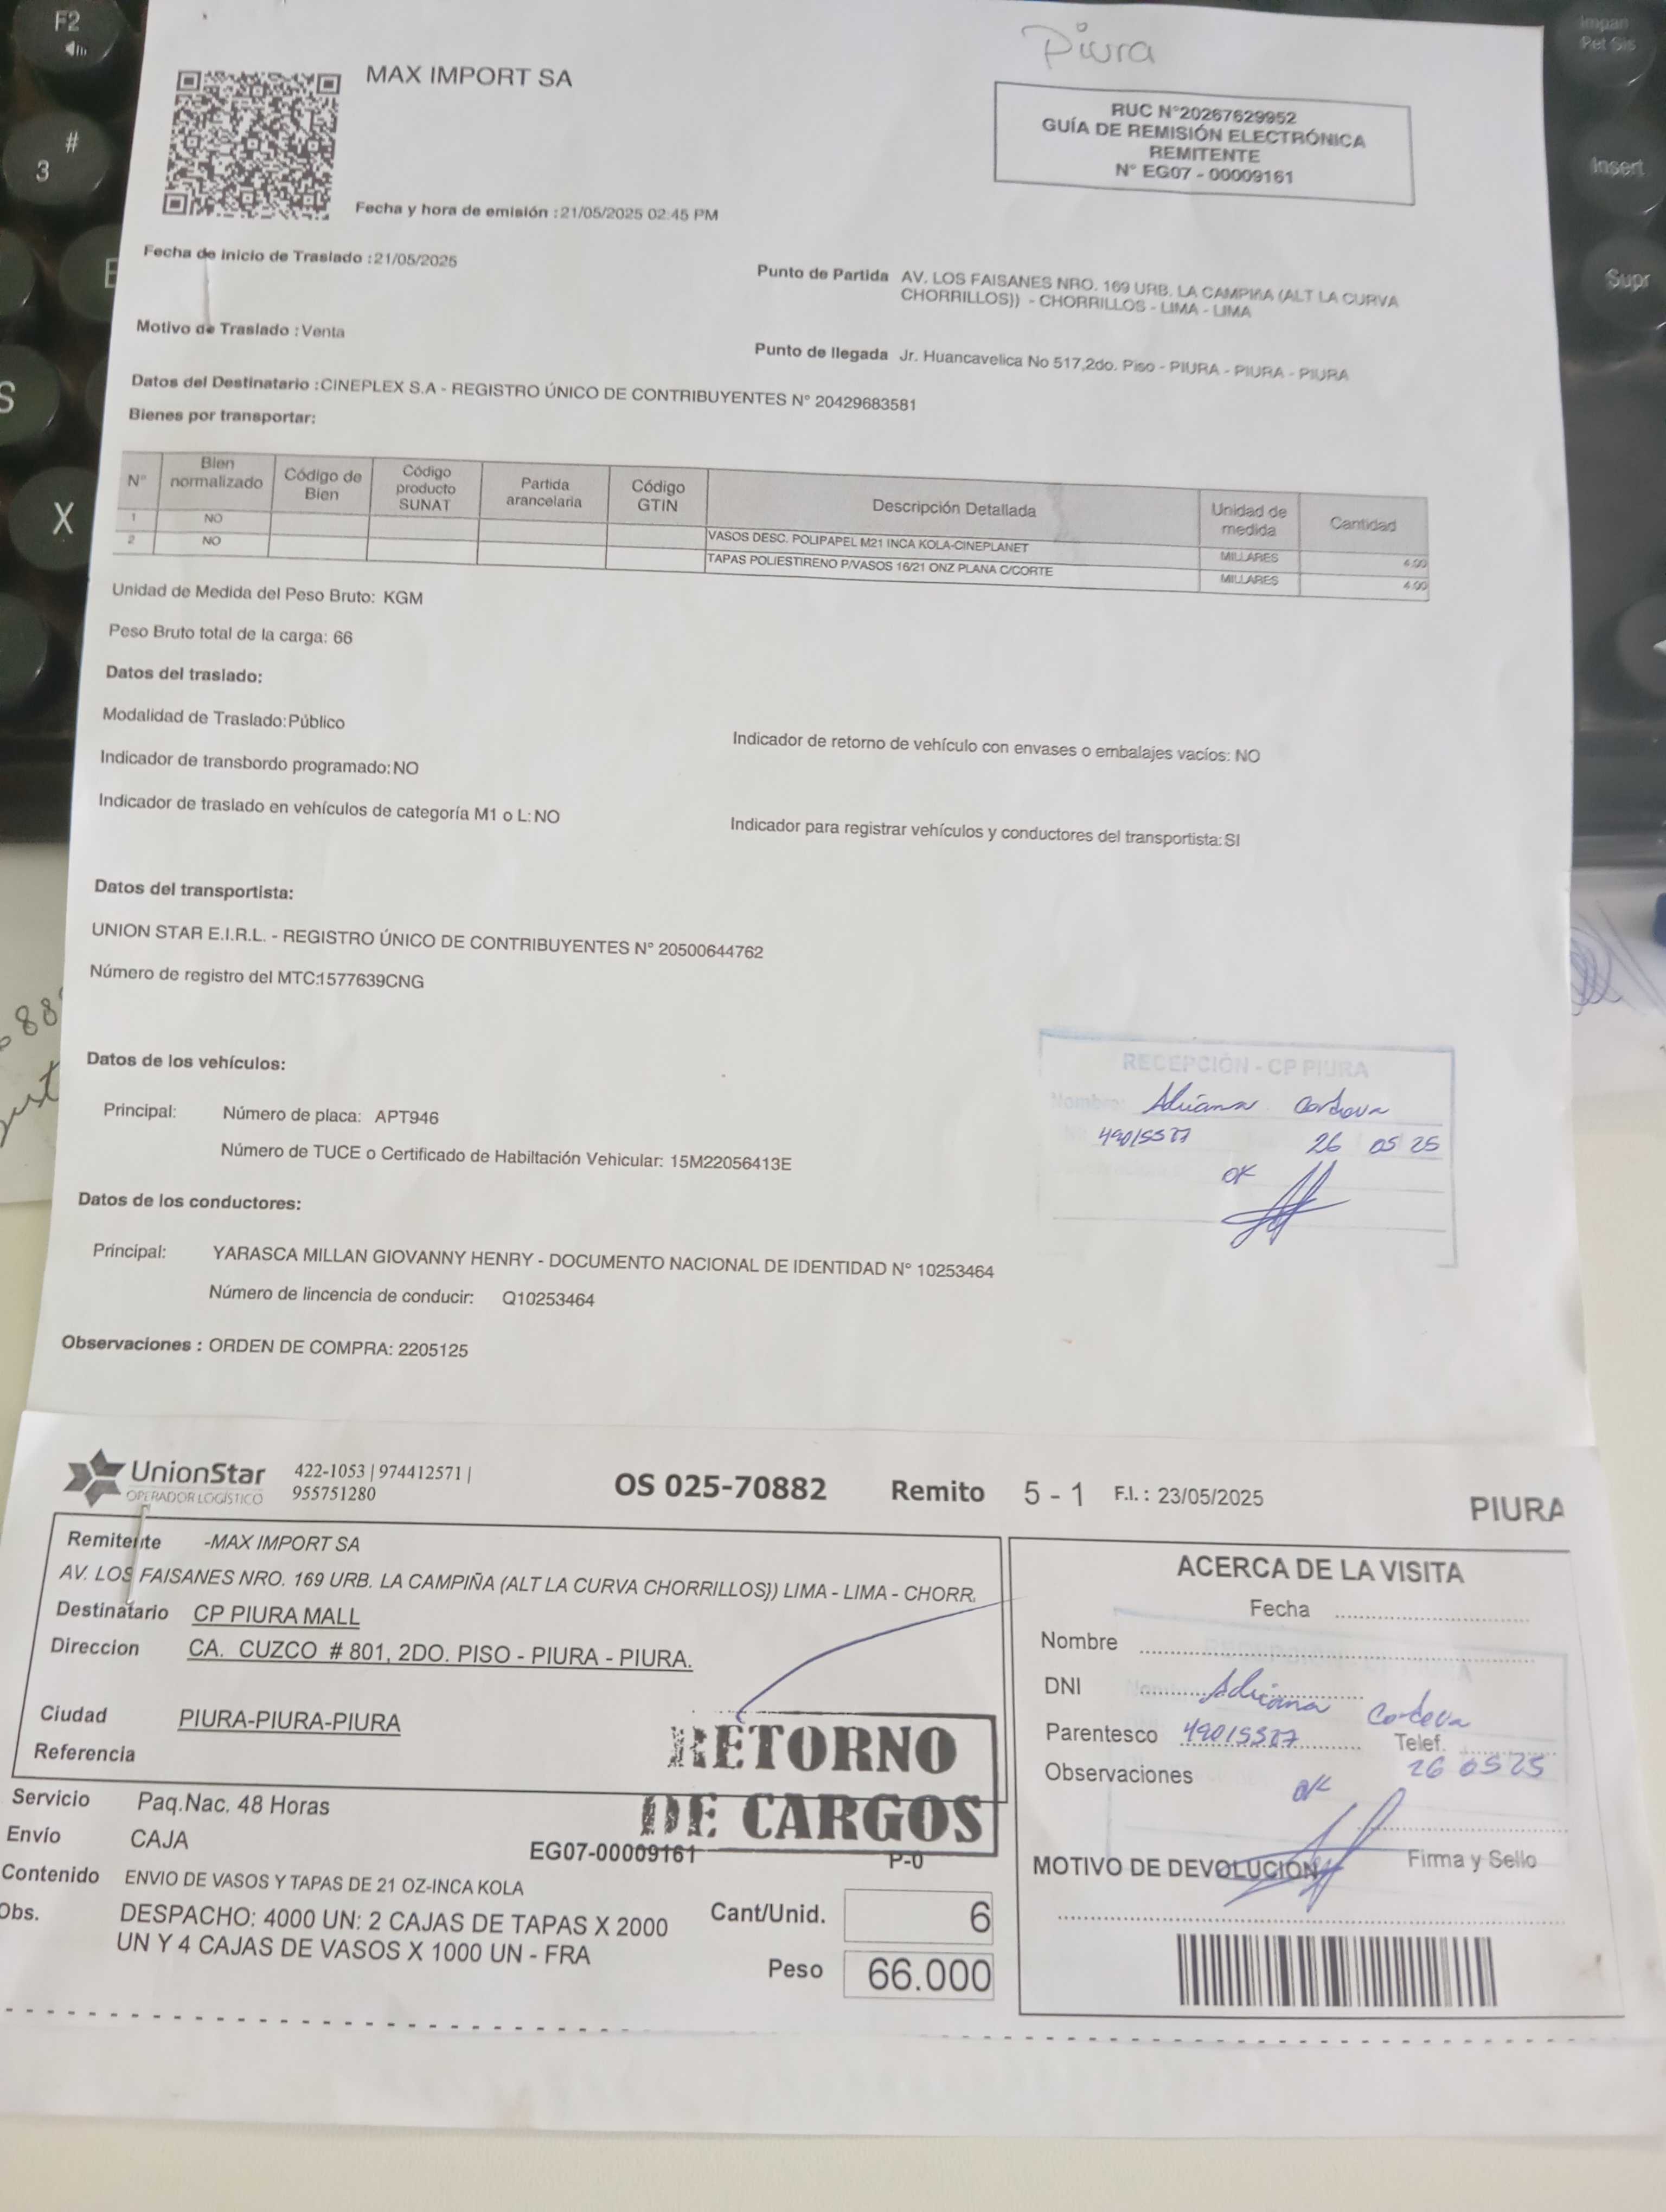 Piura
MAX IMPORT SA
RUC N°20267629952
GUÍA DE REMISIÓN ELECTRÓNICA
REMITENTE
N° EG07 - 00009161
Fecha y hora de emisión :21/05/2025 02:45 PM
Fecha de inicio de Traslado :21/05/2025
Punto de Partida AV. LOS FAISANES NRO. 169 URB. LA CAMPIÑA (ALT LA CURVA
CHORRILLOS)) - CHORRILLOS - LIMA - LIMA
Motivo de Traslado : Venta
Punto de llegada Jr. Huancavelica No 517,2do. Piso - PIURA - PIURA - PIURA
Datos del Destinatario :CINEPLEX S.A - REGISTRO ÚNICO DE CONTRIBUYENTES N° 20429683581
Bienes por transportar:
N° Bien normalizado Código de Bien Código producto SUNAT Partida arancelaria Código GTIN Descripción Detallada Unidad de medida Cantidad
1 NO VASOS DESC. POLIPAPEL M21 INCA KOLA-CINEPLANET MILLARES 4.00
2 NO TAPAS POLIESTIRENO P/VASOS 16/21 ONZ PLANA C/CORTE MILLARES 4.00
Unidad de Medida del Peso Bruto: KGM
Peso Bruto total de la carga: 66
Datos del traslado:
Modalidad de Traslado:Público
Indicador de retorno de vehículo con envases o embalajes vacíos: NO
Indicador de transbordo programado:NO
Indicador de traslado en vehículos de categoría M1 o L:NO
Indicador para registrar vehículos y conductores del transportista:SI
Datos del transportista:
UNION STAR E.I.R.L. - REGISTRO ÚNICO DE CONTRIBUYENTES N° 20500644762
Número de registro del MTC:1577639CNG
Datos de los vehículos:
Principal: Número de placa: APT946
Número de TUCE o Certificado de Habiltación Vehicular: 15M22056413E
RECEPCIÓN - CP PIURA
Nombre: Adriana Cordova
49015587
26 05 25
OK
Datos de los conductores:
Principal: YARASCA MILLAN GIOVANNY HENRY - DOCUMENTO NACIONAL DE IDENTIDAD N° 10253464
Número de lincencia de conducir: Q10253464
Observaciones : ORDEN DE COMPRA: 2205125
UnionStar
OPERADOR LOGÍSTICO
422-1053 | 974412571 |
955751280
OS 025-70882 Remito 5 - 1 F.I. : 23/05/2025
PIURA
Remitente -MAX IMPORT SA
AV. LOS FAISANES NRO. 169 URB. LA CAMPIÑA (ALT LA CURVA CHORRILLOS)) LIMA - LIMA - CHORR.
Destinatario CP PIURA MALL
Direccion CA. CUZCO # 801, 2DO. PISO - PIURA - PIURA.
Ciudad PIURA-PIURA-PIURA
Referencia
RETORNO
DE CARGOS
Servicio Paq.Nac. 48 Horas
Envío CAJA
EG07-00009161 P-0
Contenido ENVIO DE VASOS Y TAPAS DE 21 OZ-INCA KOLA
Obs. DESPACHO: 4000 UN: 2 CAJAS DE TAPAS X 2000
UN Y 4 CAJAS DE VASOS X 1000 UN - FRA
Cant/Unid. 6
Peso 66.000
ACERCA DE LA VISITA
Fecha
Nombre
DNI Adriana Cordova
Parentesco 49015587 Telef.
Observaciones 26 05 25
OK
MOTIVO DE DEVOLUCION Firma y Sello
F2
#
3
X
S
Insert
Supr
Impan
Pet Sis
88